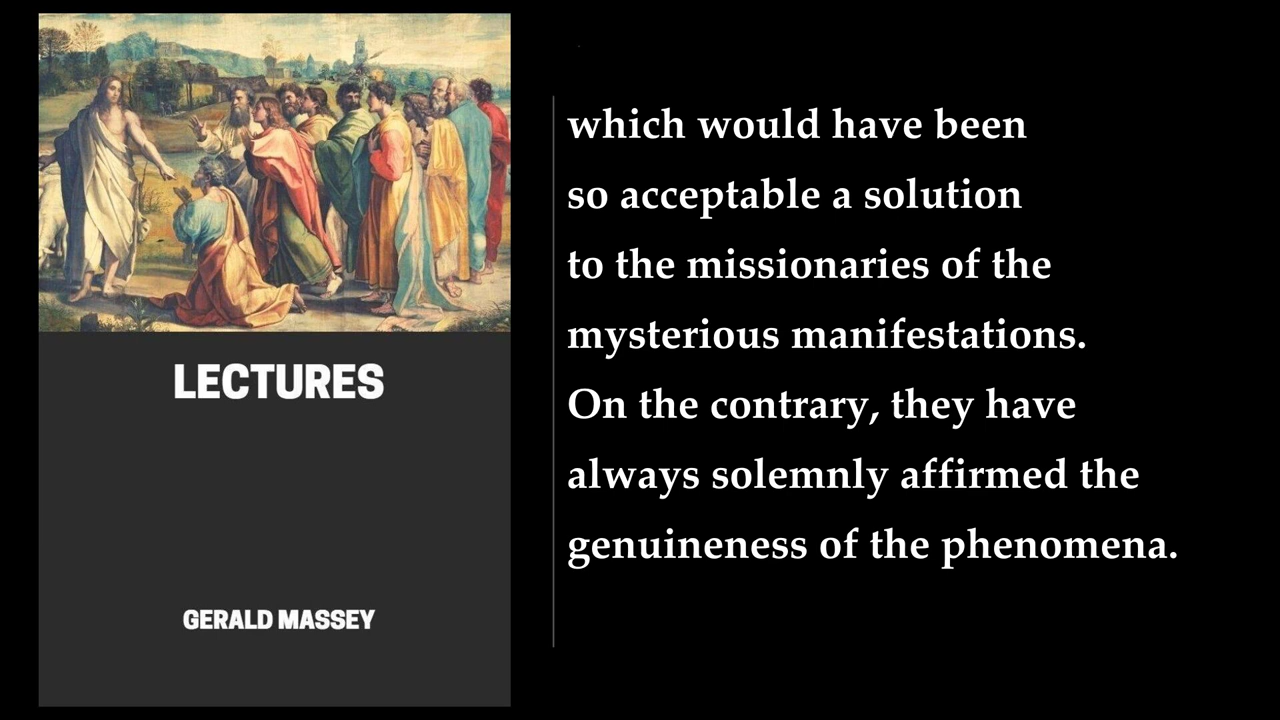 LECTURES
GERALD MASSEY
which would have been
so acceptable a solution
to the missionaries of the
mysterious manifestations.
On the contrary, they have
always solemnly affirmed the
genuineness of the phenomena.